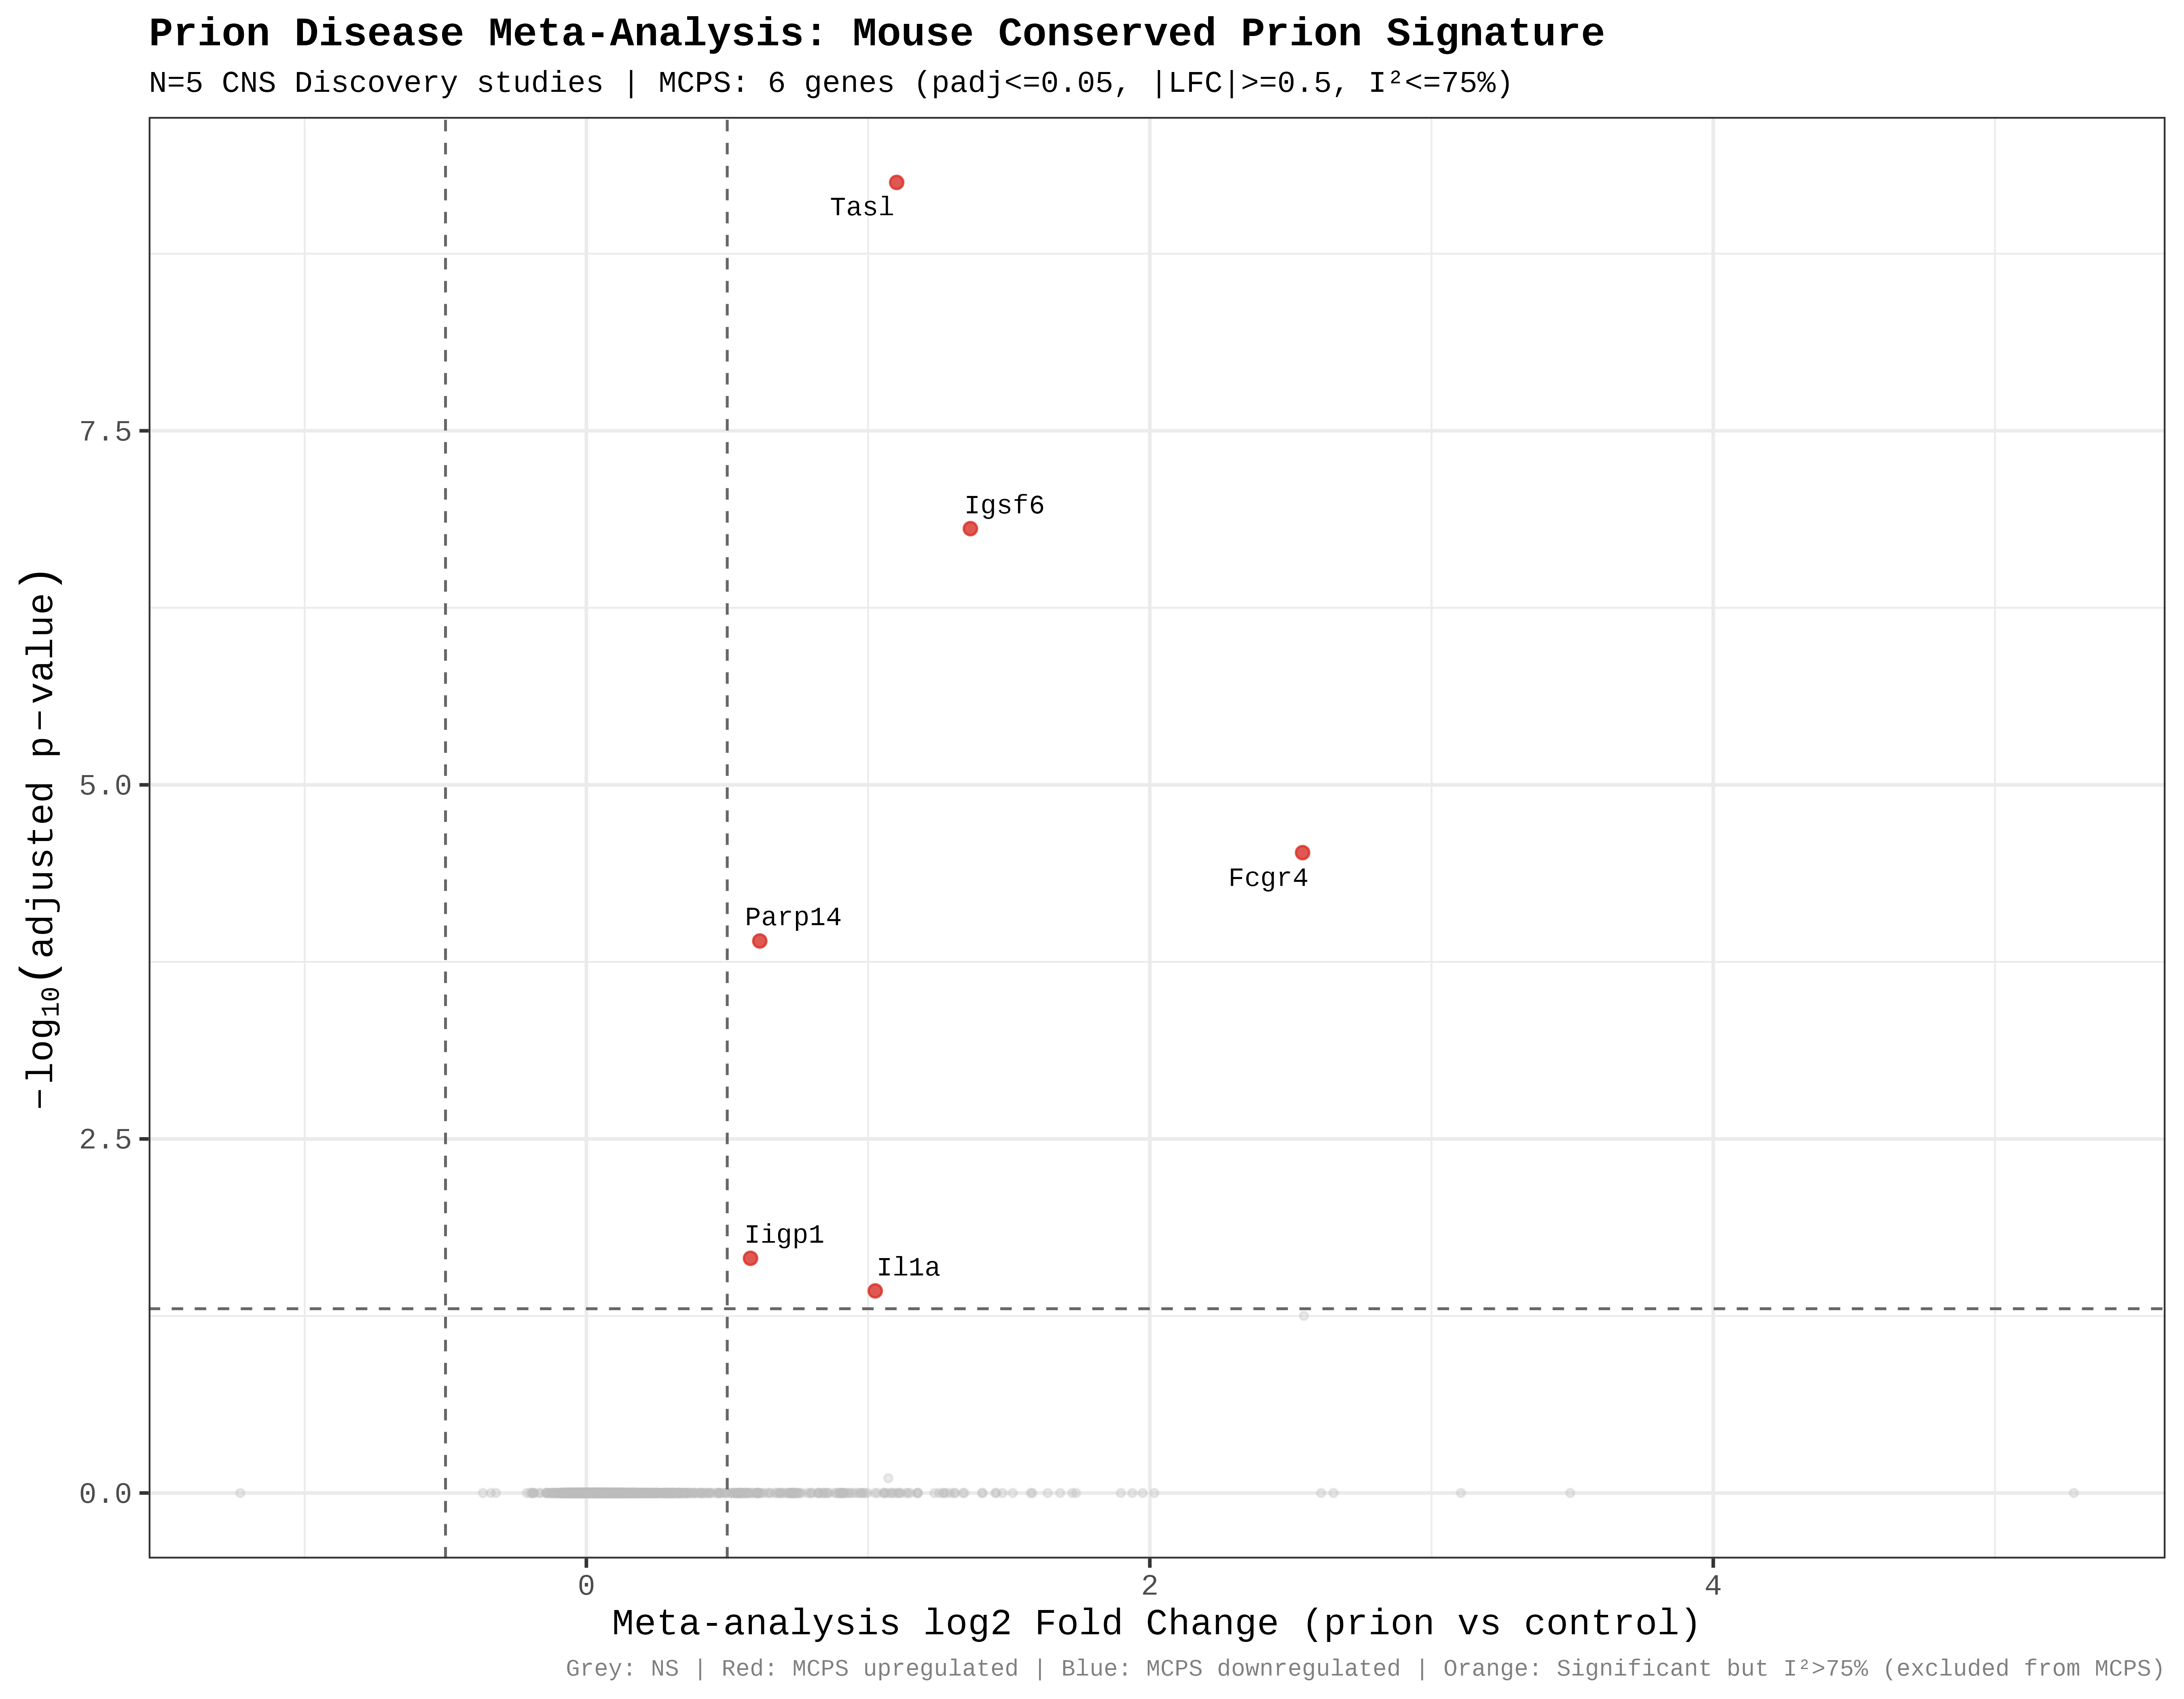 Prion Disease Meta-Analysis: Mouse Conserved Prion Signature
N=5 CNS Discovery studies | MCPS: 6 genes (padj<=0.05, |LFC|>=0.5, I²<=75%)
−log₁₀(adjusted p−value)
7.5
5.0
2.5
0.0
Tasl
Igsf6
Fcgr4
Parp14
Iigp1
Il1a
0
2
4
Meta-analysis log2 Fold Change (prion vs control)
Grey: NS | Red: MCPS upregulated | Blue: MCPS downregulated | Orange: Significant but I²>75% (excluded from MCPS)